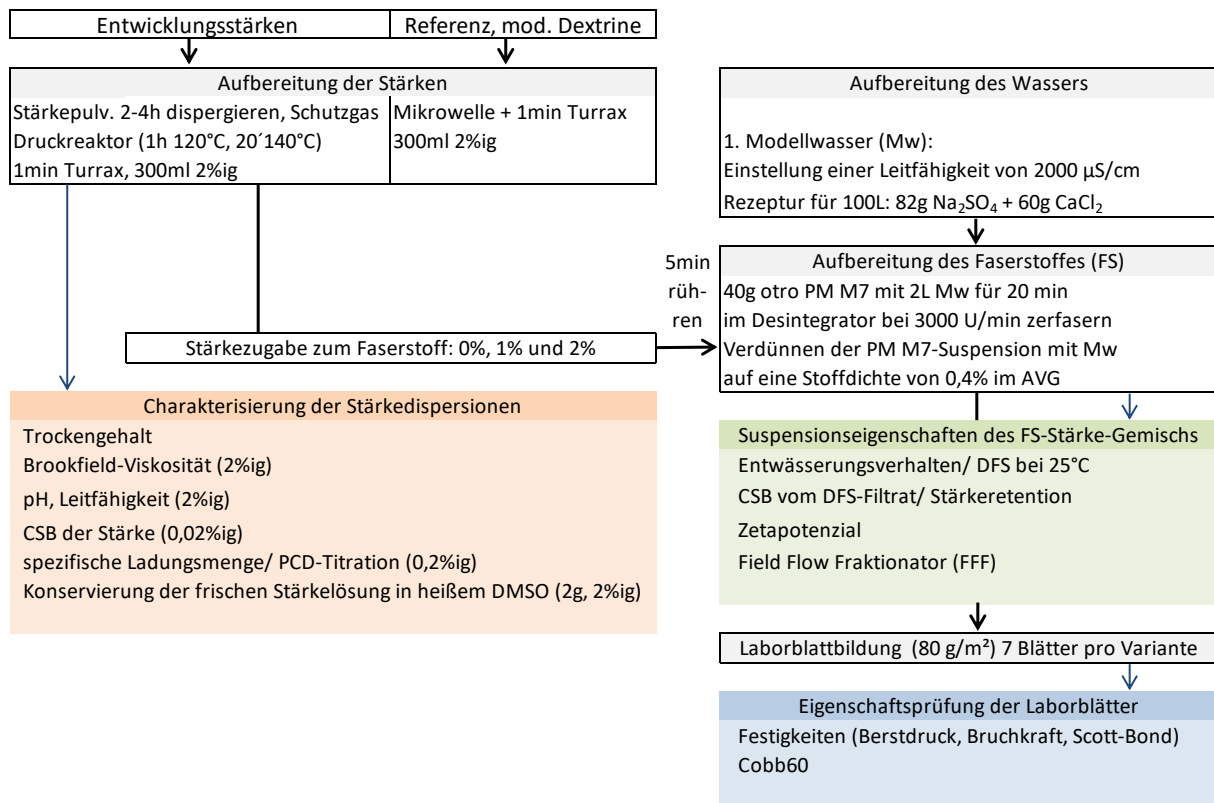 Entwicklungsstärken
Referenz, mod. Dextrine
Aufbereitung der Stärken
Stärkepulv. 2-4h dispergieren, Schutzgas
Druckreaktor (1h 120°C, 20´140°C)
1min Turrax, 300ml 2%ig
Mikrowelle + 1min Turrax
300ml 2%ig
Aufbereitung des Wassers
1. Modellwasser (Mw):
Einstellung einer Leitfähigkeit von 2000 µS/cm
Rezeptur für 100L: 82g Na₂SO₄ + 60g CaCl₂
Stärkezugabe zum Faserstoff: 0%, 1% und 2%
5min
rüh-
ren
Aufbereitung des Faserstoffes (FS)
40g otro PM M7 mit 2L Mw für 20 min
im Desintegrator bei 3000 U/min zerfasern
Verdünnen der PM M7-Suspension mit Mw
auf eine Stoffdichte von 0,4% im AVG
Charakterisierung der Stärkedispersionen
Trockengehalt
Brookfield-Viskosität (2%ig)
pH, Leitfähigkeit (2%ig)
CSB der Stärke (0,02%ig)
spezifische Ladungsmenge/ PCD-Titration (0,2%ig)
Konservierung der frischen Stärkelösung in heißem DMSO (2g, 2%ig)
Suspensionseigenschaften des FS-Stärke-Gemischs
Entwässerungsverhalten/ DFS bei 25°C
CSB vom DFS-Filtrat/ Stärkeretention
Zetapotenzial
Field Flow Fraktionator (FFF)
Laborblattbildung (80 g/m²) 7 Blätter pro Variante
Eigenschaftsprüfung der Laborblätter
Festigkeiten (Berstdruck, Bruchkraft, Scott-Bond)
Cobb60